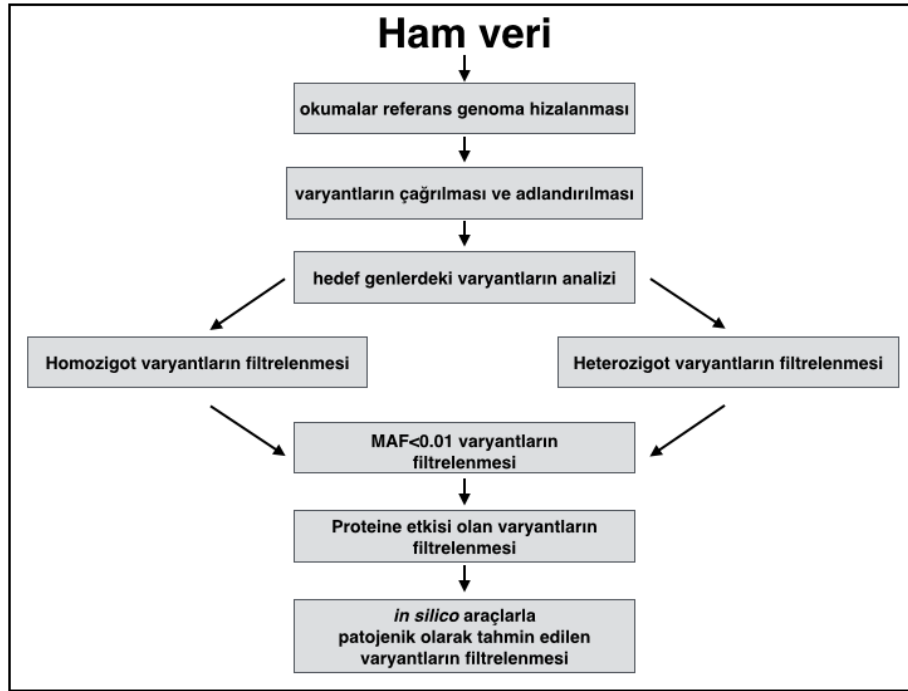 Ham veri
okumalar referans genoma hizalanması
varyantların çağrılması ve adlandırılması
hedef genlerdeki varyantların analizi
Homozigot varyantların filtrelenmesi
Heterozigot varyantların filtrelenmesi
MAF<0.01 varyantların
filtrelenmesi
Proteine etkisi olan varyantların
filtrelenmesi
in silico araçlarla
patojenik olarak tahmin edilen
varyantların filtrelenmesi